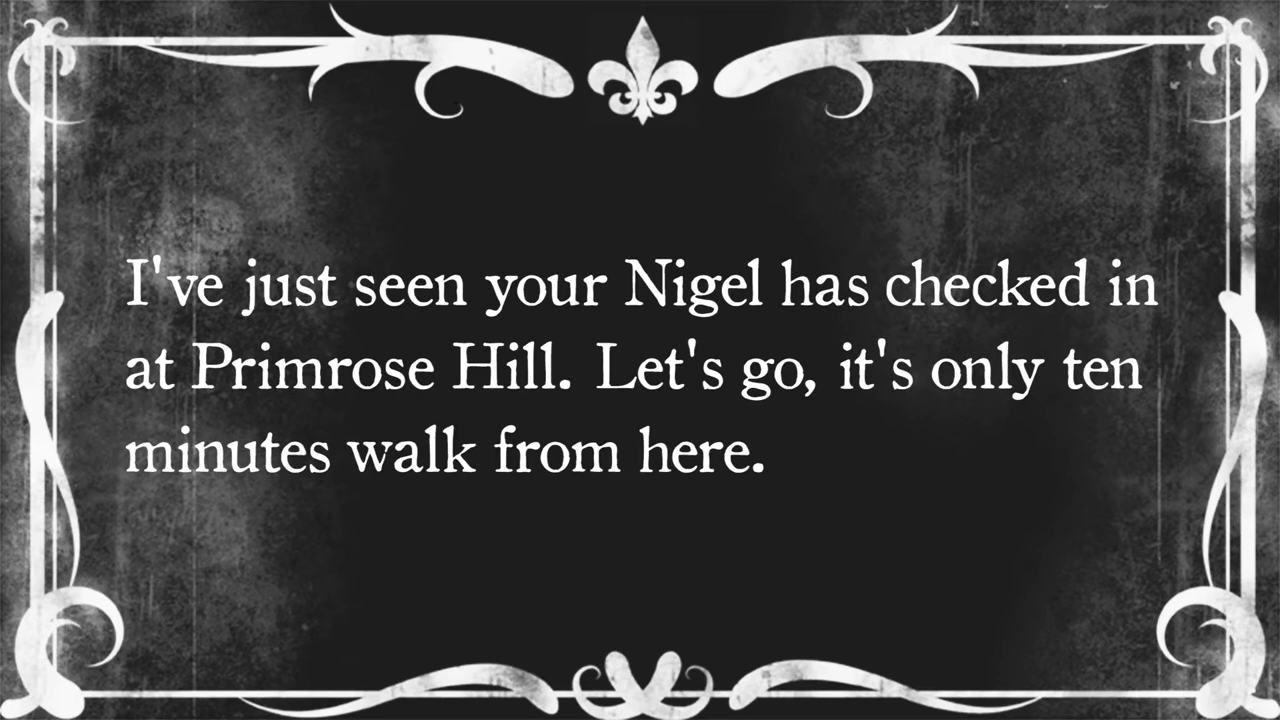 I've just seen your Nigel has checked in
at Primrose Hill. Let's go, it's only ten
minutes walk from here.